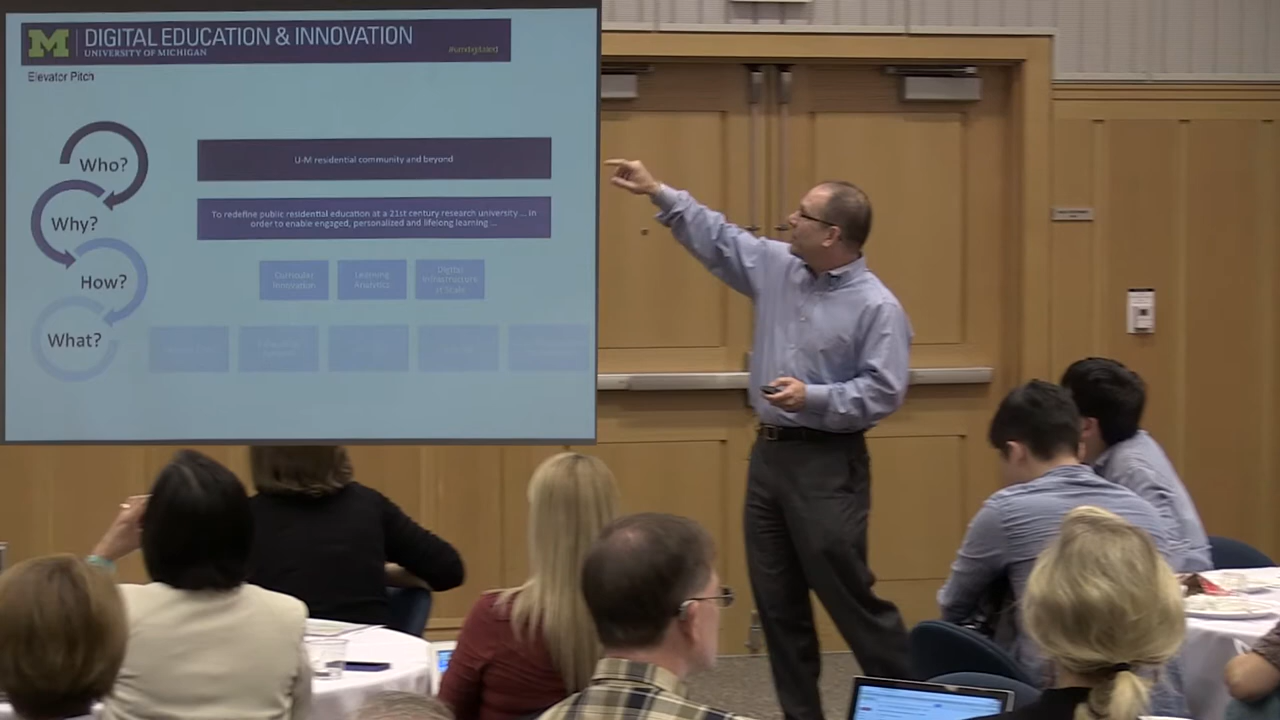 M DIGITAL EDUCATION & INNOVATION
UNIVERSITY OF MICHIGAN
#umdigitaled
Elevator Pitch
Who?
U-M residential community and beyond
Why?
To redefine public residential education at a 21st century research university ... in
order to enable engaged, personalized and lifelong learning ...
How?
Curricular
Innovation
Learning
Analytics
Digital
Infrastructure
at Scale
What?